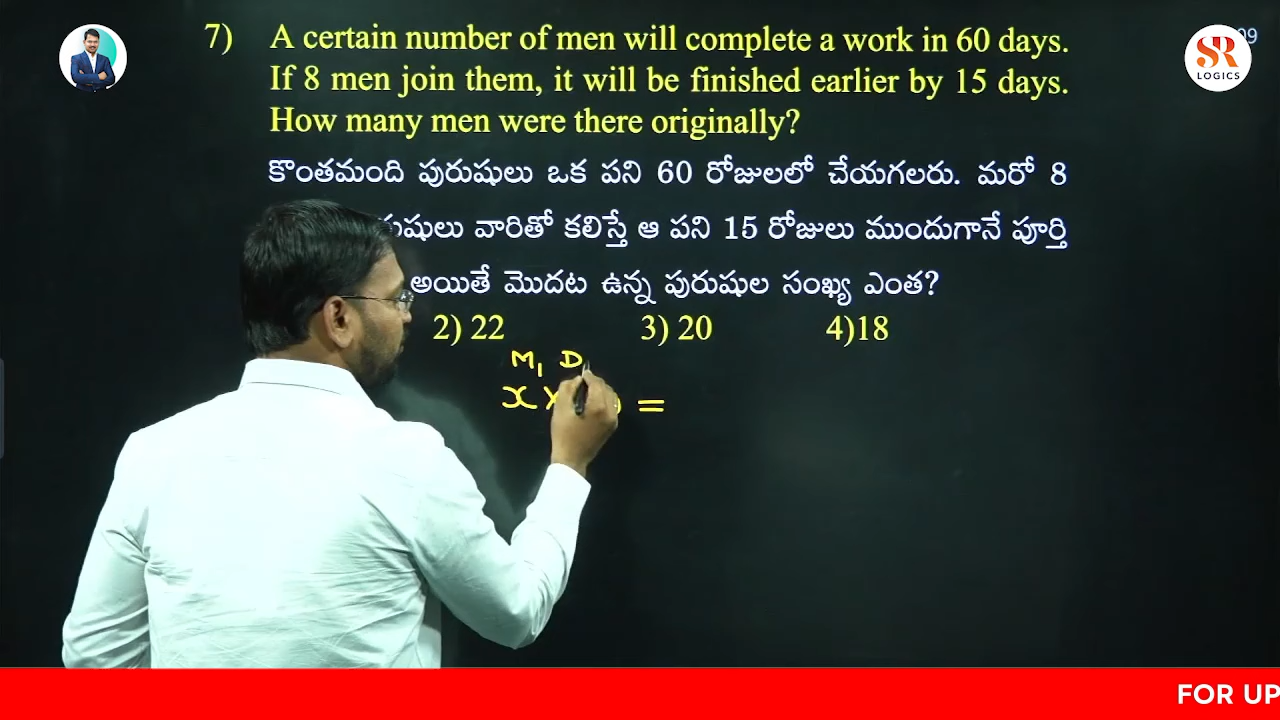 7) A certain number of men will complete a work in 60 days.
If 8 men join them, it will be finished earlier by 15 days.
How many men were there originally?
కొంతమంది పురుషులు ఒక పని 60 రోజులలో చేయగలరు. మరో 8
వారితో కలిస్తే ఆ పని 15 రోజులు ముందుగానే పూర్తి
అయితే మొదట ఉన్న పురుషుల సంఖ్య ఎంత?
2) 22 3) 20 4)18
M₁ D
x =
SR
LOGICS
09
FOR UP